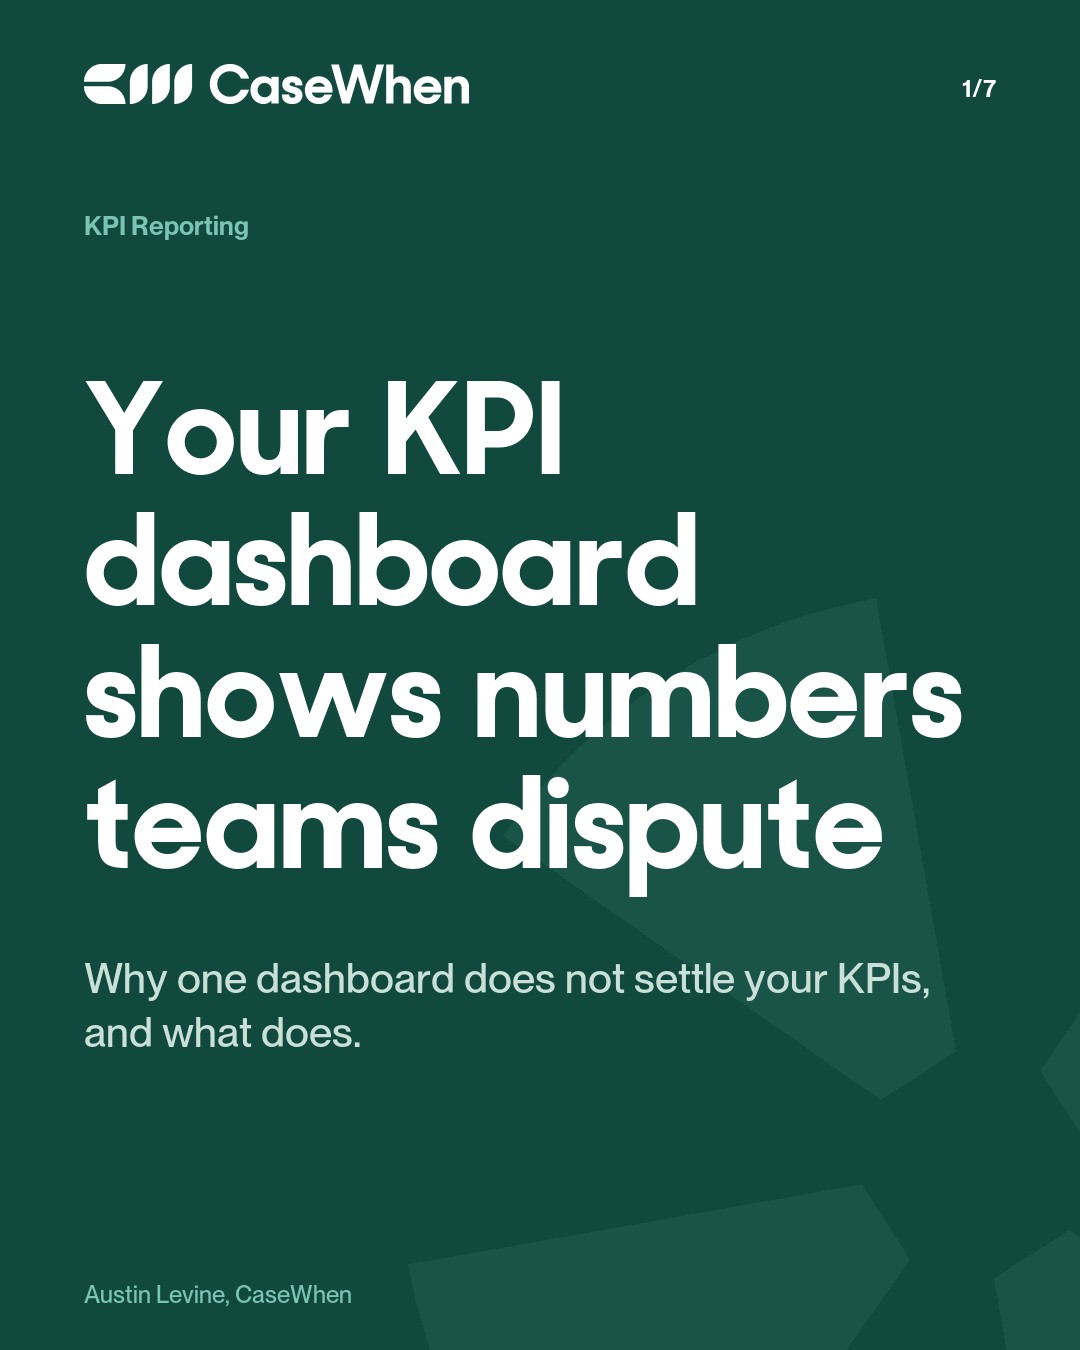 CaseWhen
1/7
KPI Reporting
Your KPI
dashboard
shows numbers
teams dispute
Why one dashboard does not settle your KPIs,
and what does.
Austin Levine, CaseWhen